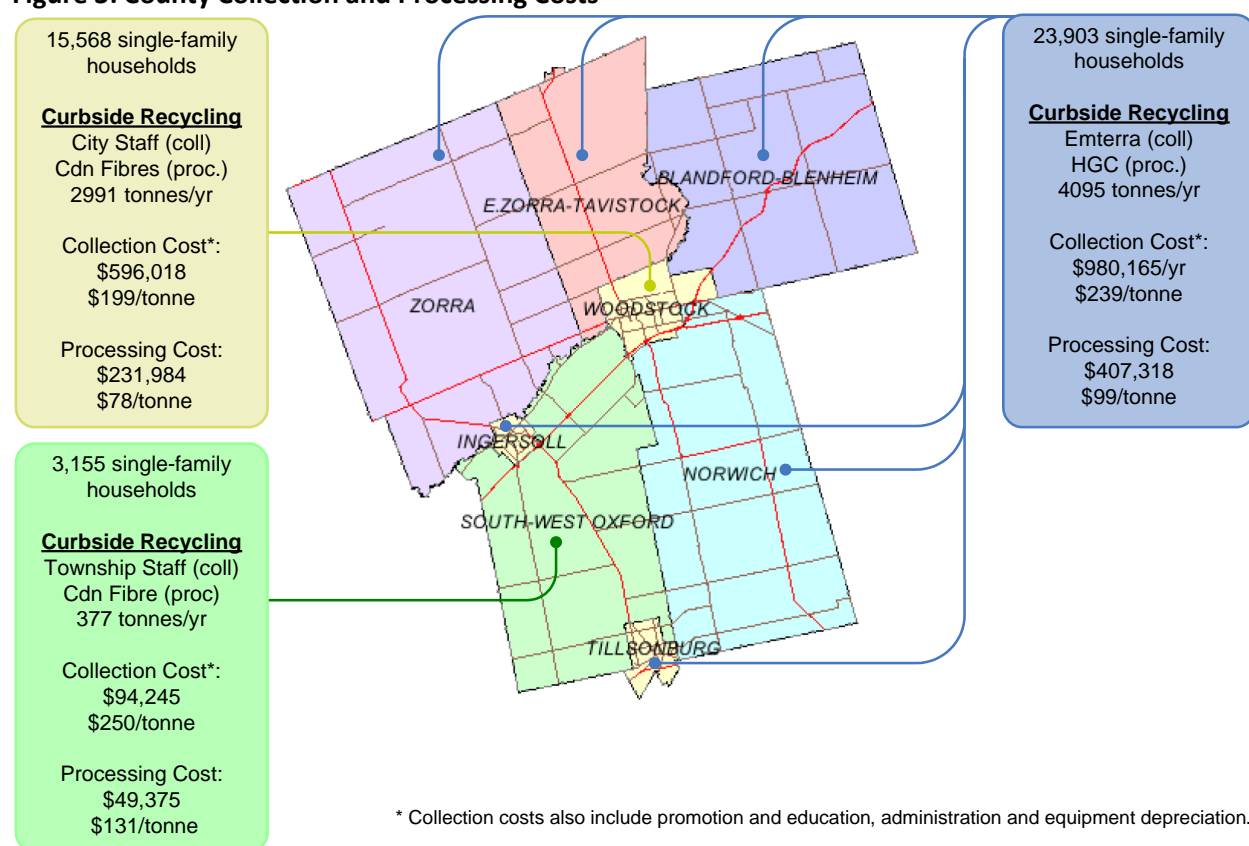 15,568 single-family
households
Curbside Recycling
City Staff (coll)
Cdn Fibres (proc.)
2991 tonnes/yr
Collection Cost*:
$596,018
$199/tonne
Processing Cost:
$231,984
$78/tonne
3,155 single-family
households
Curbside Recycling
Township Staff (coll)
Cdn Fibre (proc)
377 tonnes/yr
Collection Cost*:
$94,245
$250/tonne
Processing Cost:
$49,375
$131/tonne
BLANDFORD-BLENHEIM
E.ZORRA-TAVISTOCK
ZORRA
WOODSTOCK
INGERSOLL
NORWICH
SOUTH-WEST OXFORD
TILLSONBURG
23,903 single-family
households
Curbside Recycling
Emterra (coll)
HGC (proc.)
4095 tonnes/yr
Collection Cost*:
$980,165/yr
$239/tonne
Processing Cost:
$407,318
$99/tonne
* Collection costs also include promotion and education, administration and equipment depreciation.